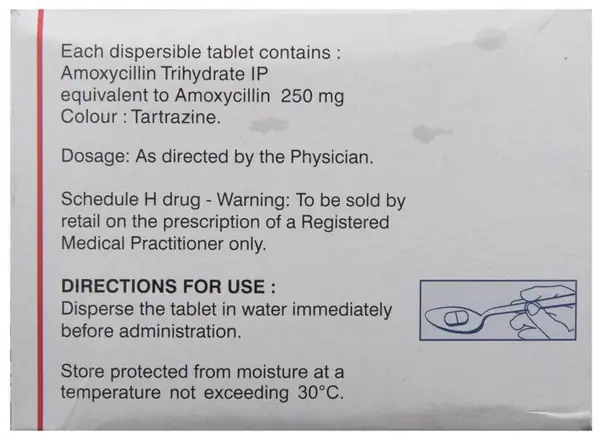 Each dispersible tablet contains :
Amoxycillin Trihydrate IP
equivalent to Amoxycillin 250 mg
Colour : Tartrazine.
Dosage: As directed by the Physician.
Schedule H drug - Warning: To be sold by
retail on the prescription of a Registered
Medical Practitioner only.
DIRECTIONS FOR USE :
Disperse the tablet in water immediately
before administration.
Store protected from moisture at a
temperature not exceeding 30°C.